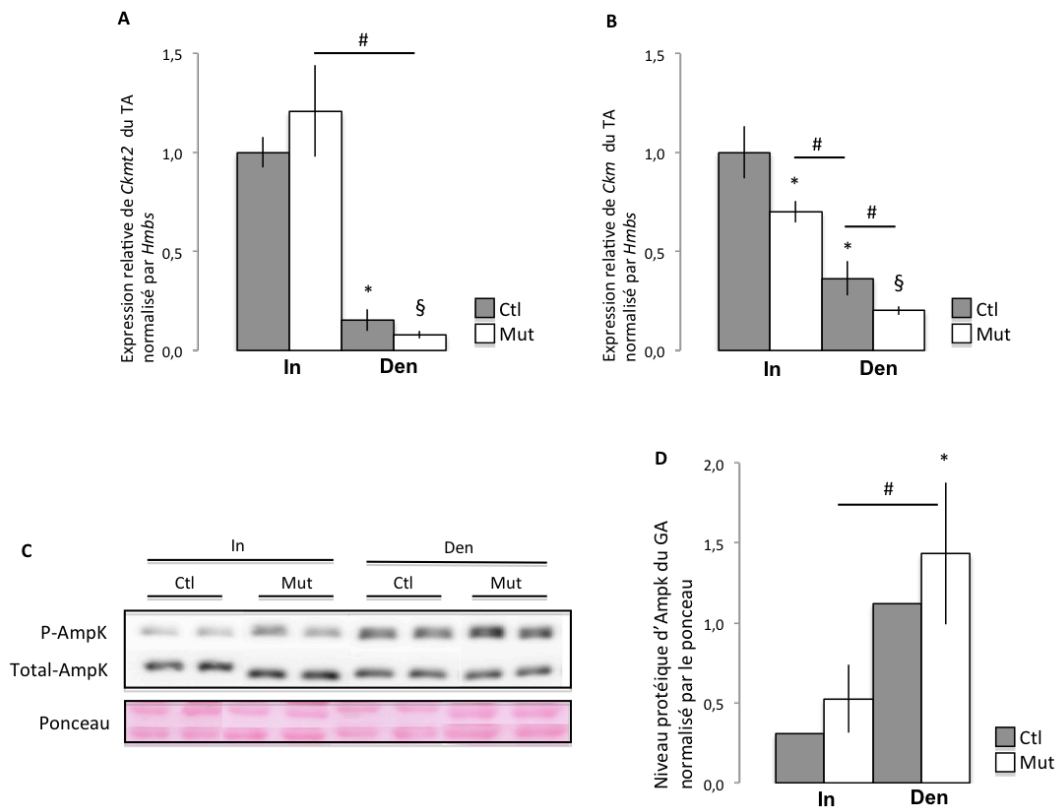 A
#
1,5
1,0
0,5
0,0
Expression relative de Ckmt2 du TA
normalisé par Hmbs
*
§
In
Den
Ctl
Mut
B
1,5
1,0
0,5
0,0
Expression relative de Ckm du TA
normalisé par Hmbs
#
*
#
*
§
In
Den
Ctl
Mut
C
In
Den
Ctl
Mut
Ctl
Mut
P-AmpK
Total-AmpK
Ponceau
D
2,0
1,5
1,0
0,5
0,0
Niveau protéique d’Ampk du GA
normalisé par le ponceau
*
#
In
Den
Ctl
Mut